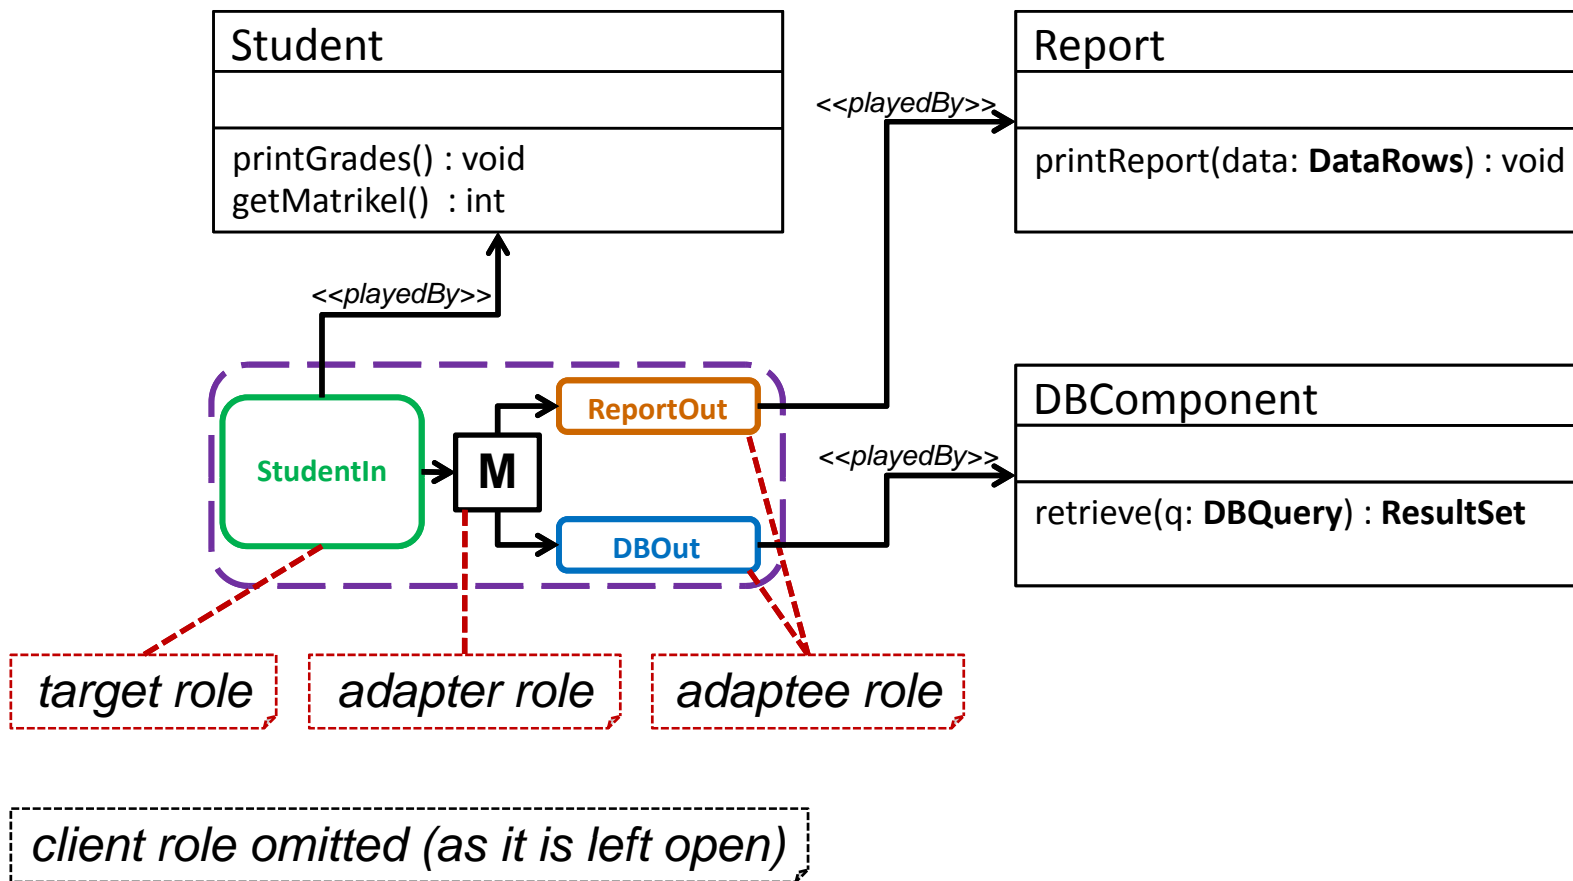 Student
printGrades() : void
getMatrikel() : int
Report
<<playedBy>>
printReport(data: DataRows) : void
<<playedBy>>
StudentIn
M
ReportOut
DBOut
<<playedBy>>
DBComponent
retrieve(q: DBQuery) : ResultSet
target role
adapter role
adaptee role
client role omitted (as it is left open)